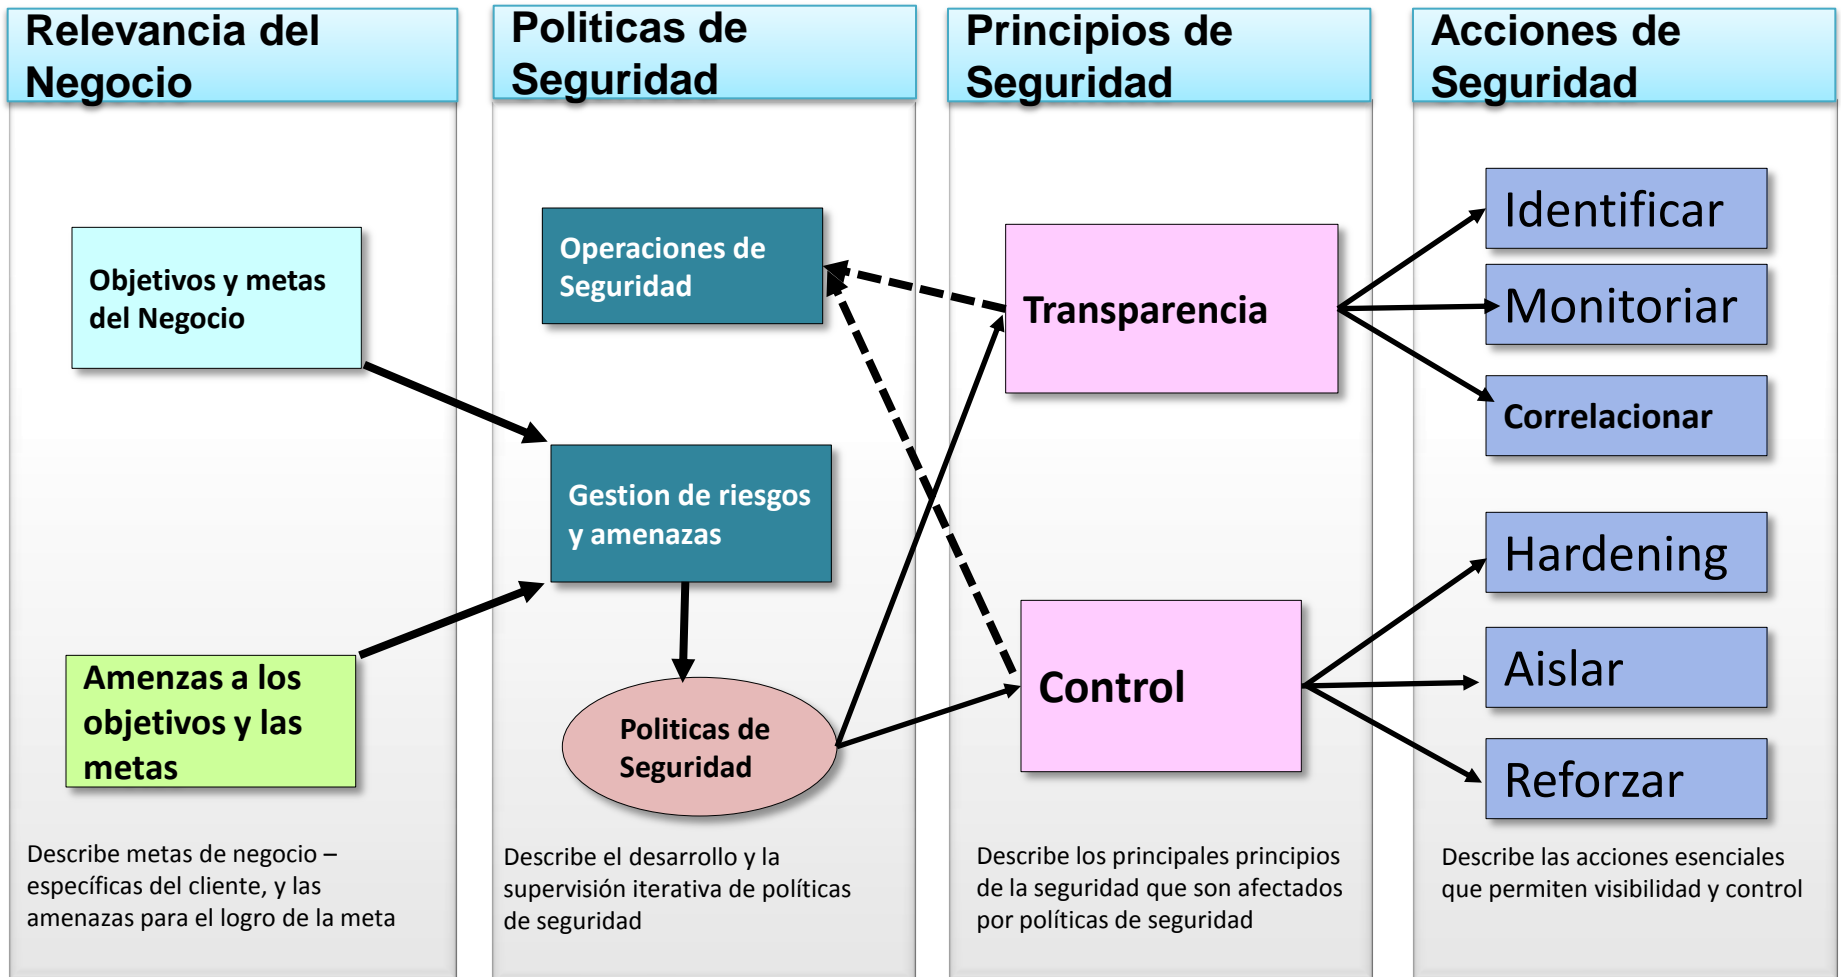 Relevancia del
Negocio
Politicas de
Seguridad
Principios de
Seguridad
Acciones de
Seguridad
Objetivos y metas
del Negocio
Amenzas a los
objetivos y las
metas
Describe metas de negocio –
específicas del cliente, y las
amenazas para el logro de la meta
Operaciones de
Seguridad
Gestion de riesgos
y amenazas
Politicas de
Seguridad
Describe el desarrollo y la
supervisión iterativa de políticas
de seguridad
Transparencia
Control
Describe los principales principios
de la seguridad que son afectados
por políticas de seguridad
Identificar
Monitoriar
Correlacionar
Hardening
Aislar
Reforzar
Describe las acciones esenciales
que permiten visibilidad y control